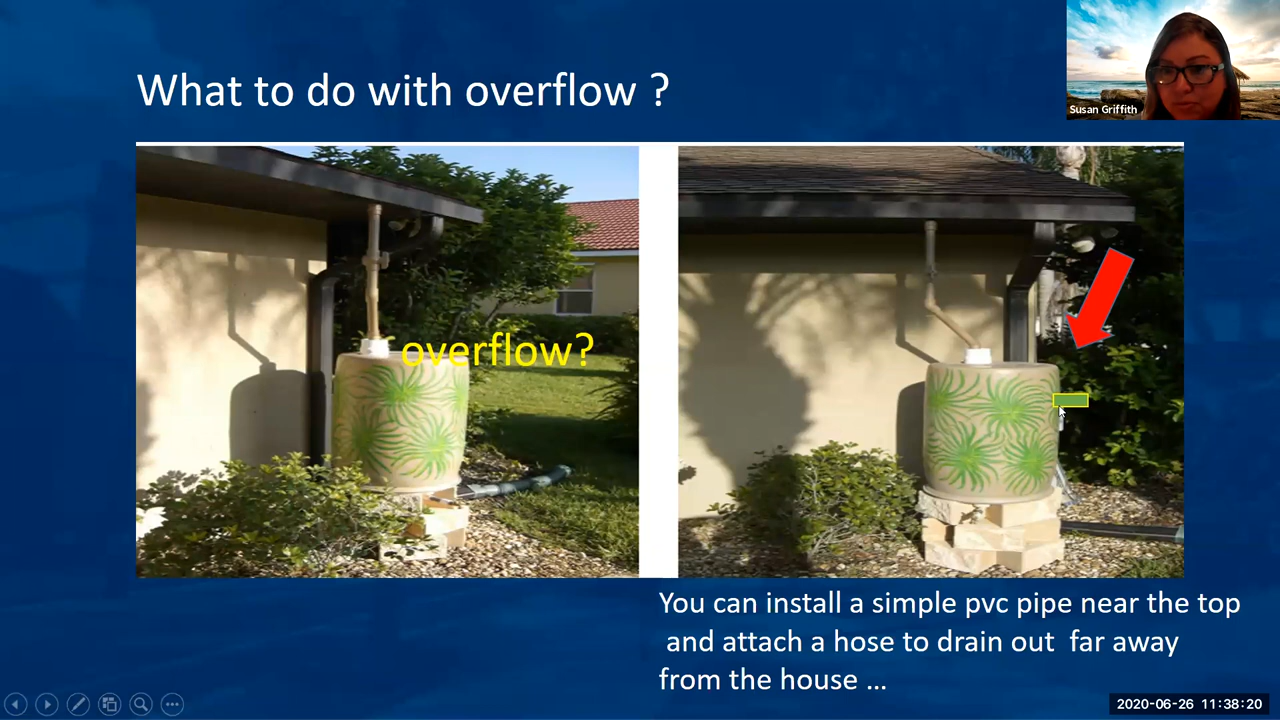 What to do with overflow ?
Susan Griffith
overflow?
You can install a simple pvc pipe near the top
and attach a hose to drain out far away
from the house ...
2020-06-26 11:38:20